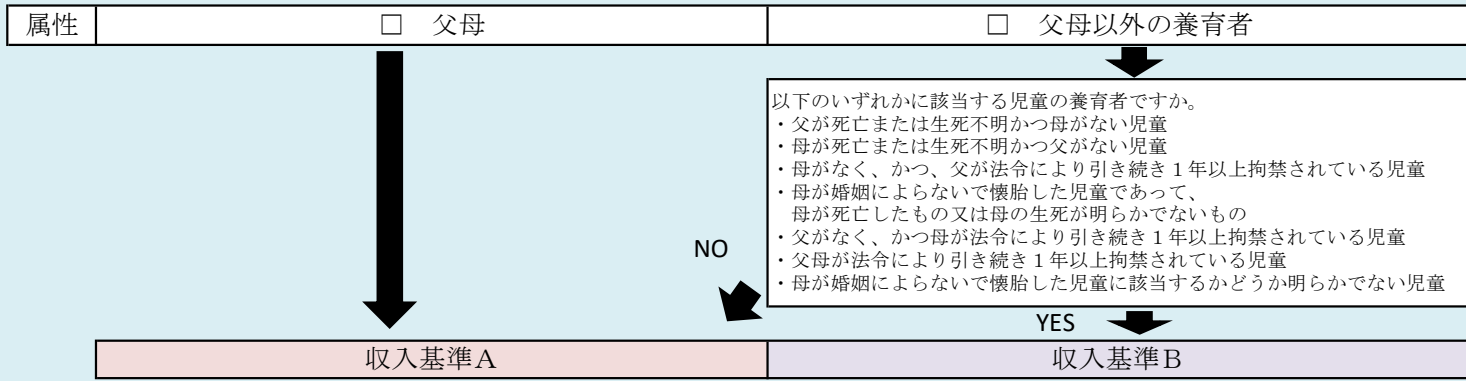 属性
□ 父母
□ 父母以外の養育者
以下のいずれかに該当する児童の養育者ですか。
・父が死亡または生死不明かつ母がない児童
・母が死亡または生死不明かつ父がない児童
・母がなく、かつ、父が法令により引き続き１年以上拘禁されている児童
・母が婚姻によらないで懐胎した児童であって、
母が死亡したもの又は母の生死が明らかでないもの
・父がなく、かつ母が法令により引き続き１年以上拘禁されている児童
・父母が法令により引き続き１年以上拘禁されている児童
・母が婚姻によらないで懐胎した児童に該当するかどうか明らかでない児童
NO
YES
収入基準Ａ
収入基準Ｂ